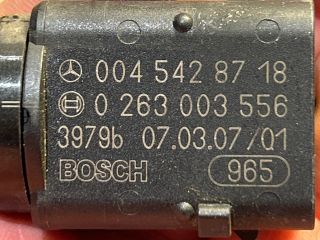 004 542 87 18
0 263 003 556
3979b 07.03.07/01
BOSCH 965